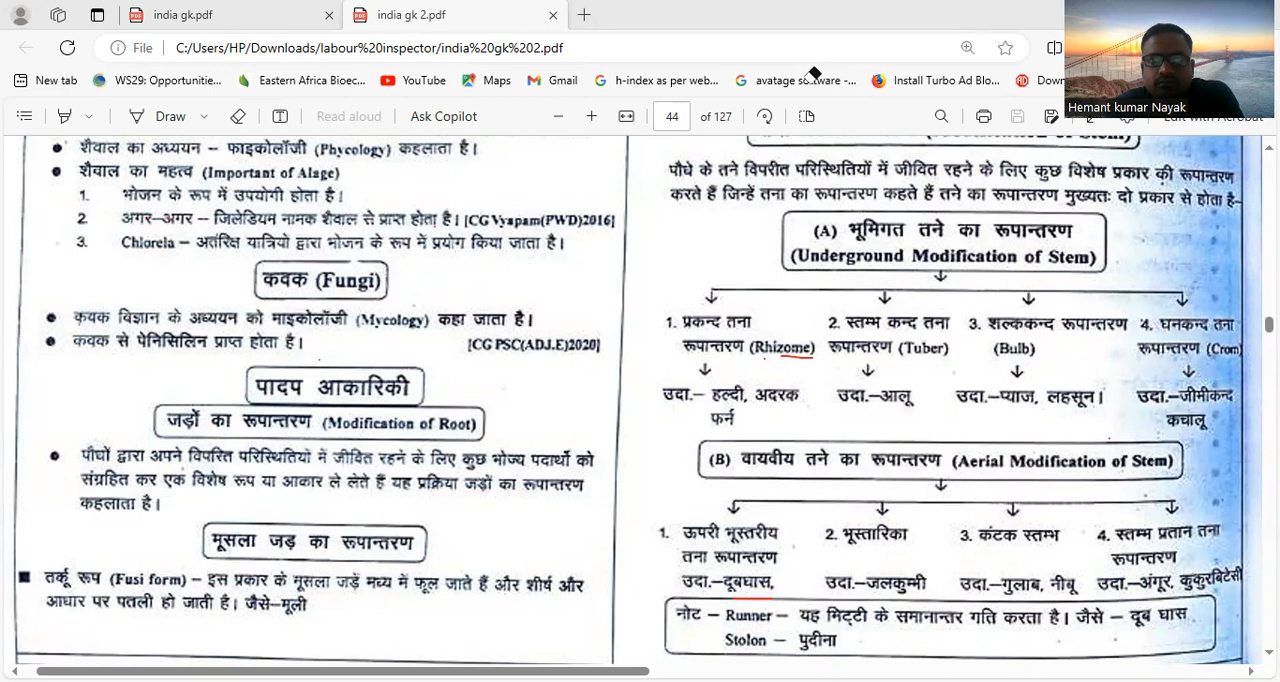 india gk.pdf
india gk 2.pdf
File
C:/Users/HP/Downloads/labour%20inspector/india%20gk%202.pdf
New tab
WS29: Opportunitie...
Eastern Africa Bioec...
YouTube
Maps
Gmail
h-index as per web...
avatage software -...
Install Turbo Ad Blo...
Hemant kumar Nayak
Draw
Read aloud
Ask Copilot
44
of 127
शैवाल का अध्ययन – फाइकोलॉजी (Phycology) कहलाता है।
शैवाल का महत्व (Important of Alage)
1. भोजन के रूप में उपयोगी होता है।
2. अगर–अगर – जिलेडियम नामक शैवाल से प्राप्त होता है। [CG Vyapam(PWD)2016]
3. Chlorela – अतंरिक्ष यात्रियो द्वारा भोजन के रूप में प्रयोग किया जाता है।
कवक (Fungi)
कवक विज्ञान के अध्ययन को माइकोलॉजी (Mycology) कहा जाता है।
कवक से पेनिसिलिन प्राप्त होता है। [CG PSC(ADJ.E)2020]
पादप आकारिकी
जड़ों का रूपान्तरण (Modification of Root)
पौधों द्वारा अपने विपरित परिस्थितियों में जीवित रहने के लिए कुछ भोज्य पदार्थो को
संग्रहित कर एक विशेष रूप या आकार ले लेते हैं यह प्रक्रिया जड़ों का रूपान्तरण
कहलाता है।
मूसला जड़ का रूपान्तरण
तर्कू रूप (Fusi form) – इस प्रकार के मूसला जड़ें मध्य में फूल जाते हैं और शीर्ष और
आधार पर पतली हो जाती है। जैसे–मूली
पौधे के तने विपरीत परिस्थितियों में जीवित रहने के लिए कुछ विशेष प्रकार की रूपान्तरण
करते हैं जिन्हें तना का रूपान्तरण कहते हैं तने का रूपान्तरण मुख्यतः दो प्रकार से होता है–
(A) भूमिगत तने का रूपान्तरण
(Underground Modification of Stem)
1. प्रकन्द तना
रूपान्तरण (Rhizome)
2. स्तम्भ कन्द तना
रूपान्तरण (Tuber)
3. शल्ककन्द रूपान्तरण
(Bulb)
4. घनकन्द तना
रूपान्तरण (Crom)
उदा.– हल्दी, अदरक
फर्न
उदा.–आलू
उदा.–प्याज, लहसून।
उदा.–जीमीकन्द
कचालू
(B) वायवीय तने का रूपान्तरण (Aerial Modification of Stem)
1. ऊपरी भूस्तरीय
तना रूपान्तरण
उदा.–दूबघास,
2. भूस्तारिका
उदा.–जलकुम्भी
3. कंटक स्तम्भ
उदा.–गुलाब, नीबू
4. स्तम्भ प्रतान तना
रूपान्तरण
उदा.–अंगूर, कुकुरबिटेसी
नोट – Runner – यह मिट्टी के समानान्तर गति करता है। जैसे – दूब घास
Stolon – पुदीना